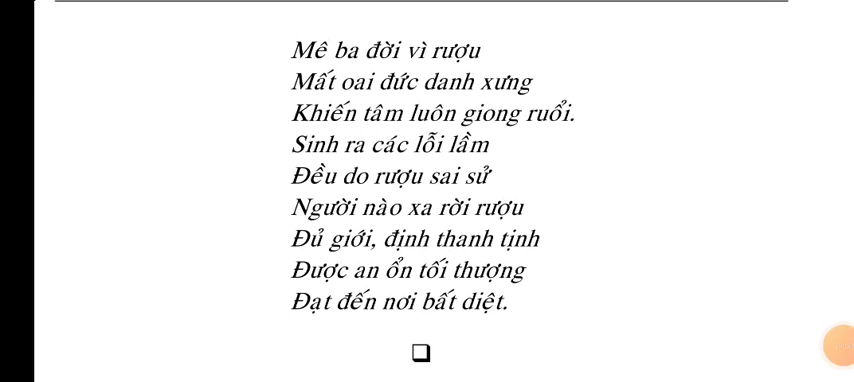 Mê ba đời vì rượu
Mất oai đức danh xưng
Khiến tâm luôn giong ruổi.
Sinh ra các lỗi lầm
Đều do rượu sai sử
Người nào xa rời rượu
Đủ giới, định thanh tịnh
Được an ổn tối thượng
Đạt đến nơi bất diệt.